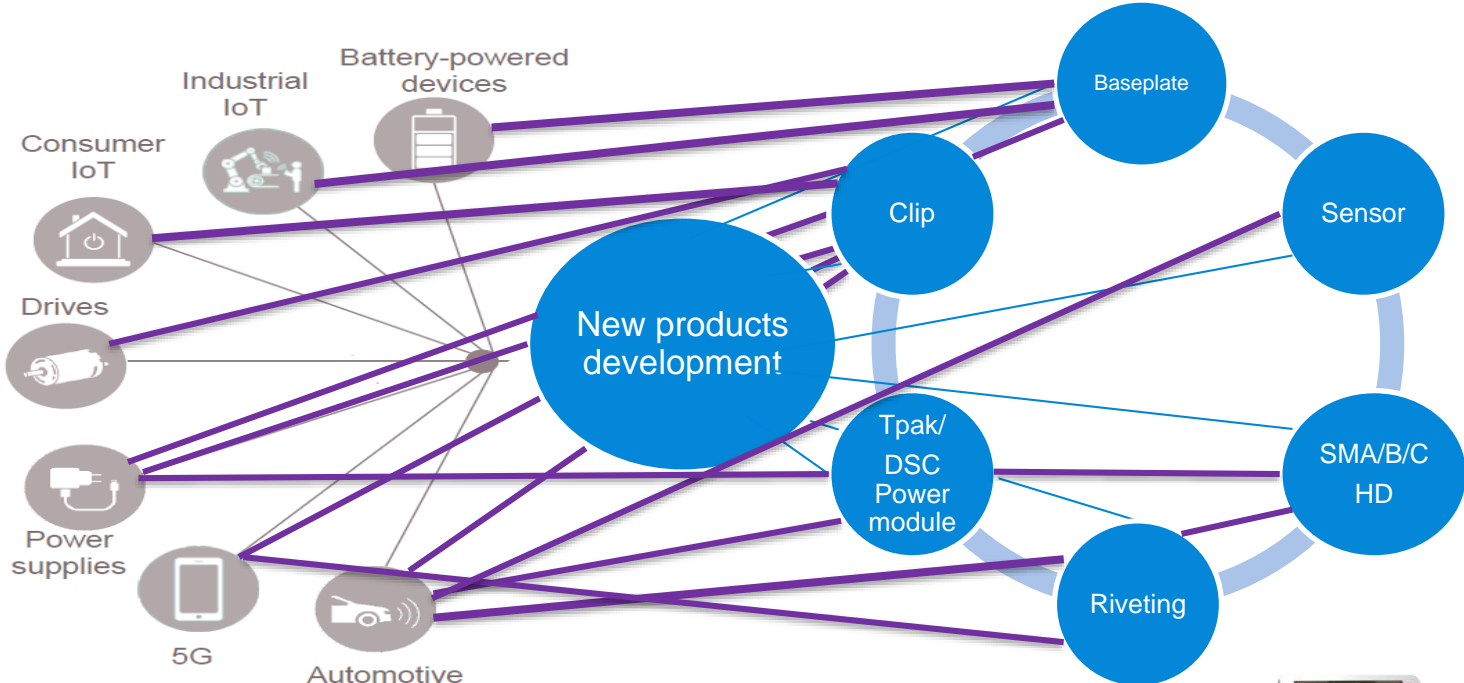 Battery-powered
devices
Industrial
IoT
Consumer
IoT
Drives
Power
supplies
5G
Automotive
New products
development
Baseplate
Clip
Sensor
Tpak/
DSC
Power
module
SMA/B/C
HD
Riveting